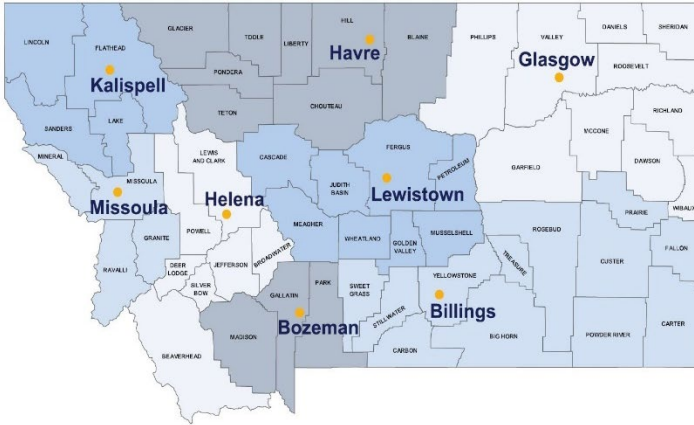 LINCOLN
FLATHEAD
GLACIER
TOOLE
LIBERTY
HILL
BLAINE
PHILLIPS
VALLEY
DANIELS
SHERIDAN
Kalispell
Havre
Glasgow
PONDERA
ROOSEVELT
TETON
CHOUTEAU
RICHLAND
SANDERS
LAKE
MCCONE
MINERAL
MISSOULA
LEWIS
AND CLARK
CASCADE
FERGUS
PETROLEUM
GARFIELD
DAWSON
JUDITH
BASIN
Missoula
Helena
Lewistown
WIBAUX
PRAIRIE
POWELL
GRANITE
MEAGHER
WHEATLAND
GOLDEN
VALLEY
MUSSELSHELL
ROSEBUD
TREASURE
CUSTER
FALLON
RAVALLI
DEER
LODGE
JEFFERSON
BROADWATER
SILVER
BOW
GALLATIN
PARK
SWEET
GRASS
STILLWATER
YELLOWSTONE
Bozeman
Billings
BEAVERHEAD
MADISON
CARBON
BIG HORN
POWDER RIVER
CARTER